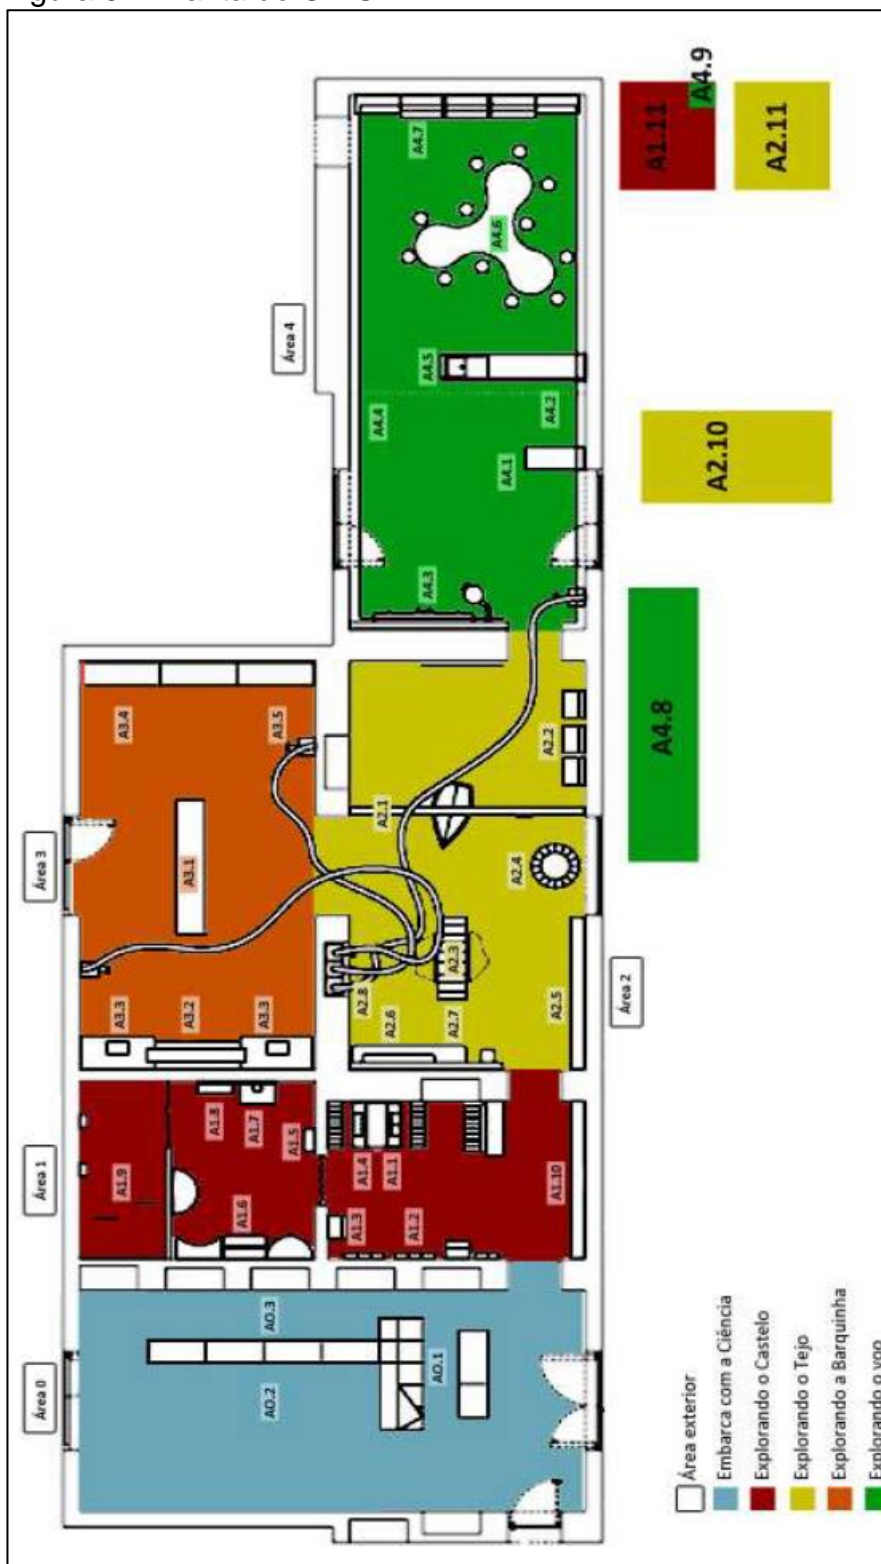 Área 4
A4.7
A4.6
A4.5
A4.4
A4.2
A4.1
A4.3
A1.11
A4.9
A2.11
A2.10
A4.8
Área 3
A3.4
A3.5
A3.1
A3.3
A3.2
A3.3
A2.1
A2.2
A2.4
A2.3
A2.8
A2.6
A2.7
A2.5
Área 2
Área 1
A1.9
A1.8
A1.7
A1.5
A1.6
A1.4
A1.1
A1.3
A1.2
A1.10
Área 0
A0.3
A0.2
A0.1
Área exterior
Embarca com a Ciência
Explorando o Castelo
Explorando o Tejo
Explorando a Barquinha
Explorando o voo